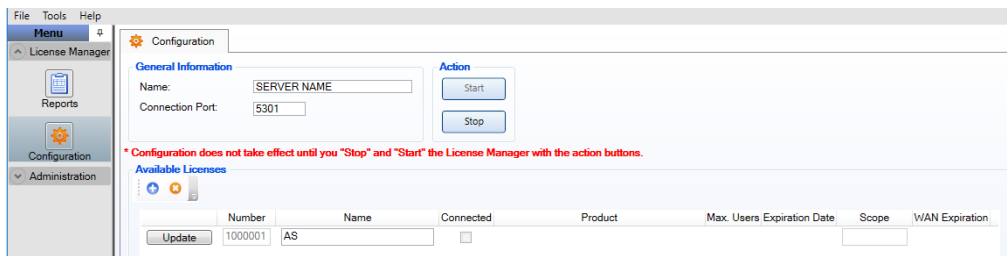 File Tools Help
Menu
License Manager
Reports
Configuration
Administration
Configuration
General Information
Name: SERVER NAME
Connection Port: 5301
Action
Start
Stop
* Configuration does not take effect until you "Stop" and "Start" the License Manager with the action buttons.
Available Licenses
Number Name Connected Product Max. Users Expiration Date Scope WAN Expiration
Update 1000001 AS